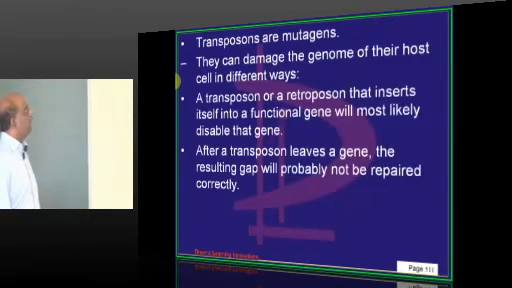 • Transposons are mutagens.
– They can damage the genome of their host
cell in different ways:
• A transposon or a retroposon that inserts
itself into a functional gene will most likely
disable that gene.
• After a transposon leaves a gene, the
resulting gap will probably not be repaired
correctly.
Learning